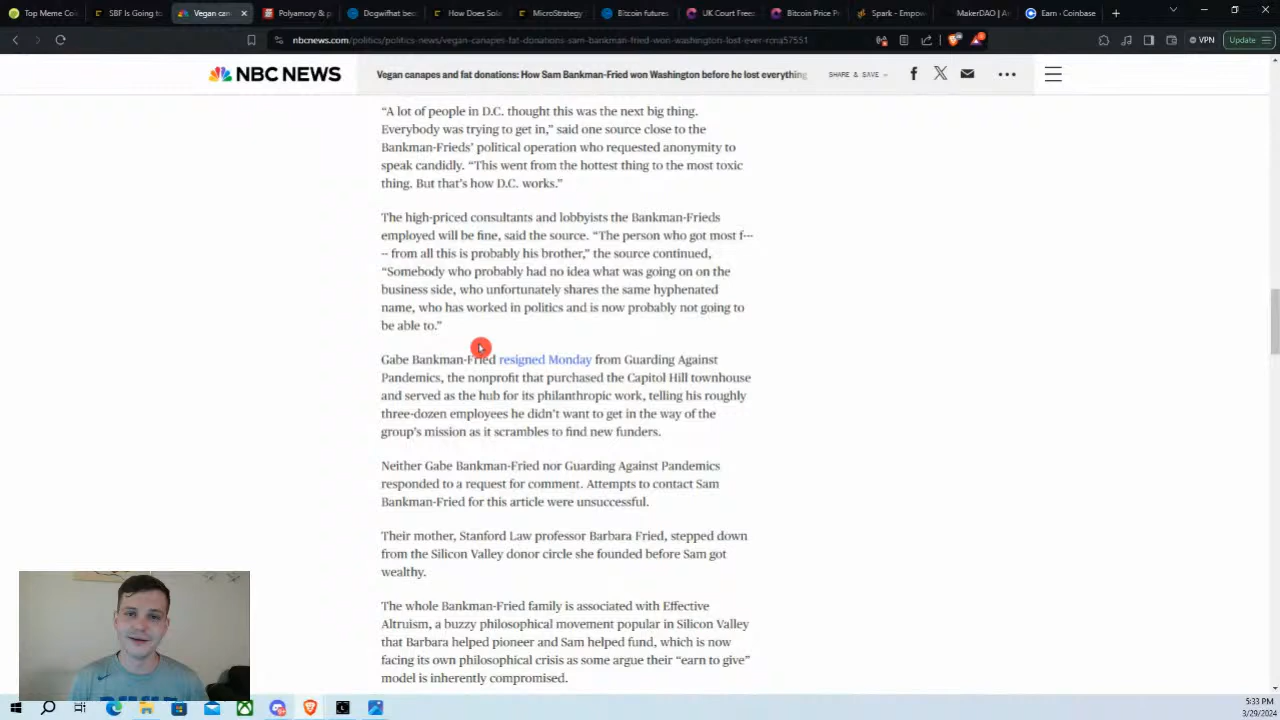 Top Meme Co
SBF Is Going to
Vegan can
Polyamory & p
Dogwifhat bec
How Does Sol
MicroStrategy
Bitcoin futures
UK Court Free
Bitcoin Price P
Spark - Empow
MakerDAO | A
Earn - Coinbase
nbcnews.com/politics/politics-news/vegan-canapes-fat-donations-sam-bankman-fried-won-washington-lost-ever-rcna57551
VPN
Update
NBC NEWS
Vegan canapes and fat donations: How Sam Bankman-Fried won Washington before he lost everything
SHARE & SAVE
“A lot of people in D.C. thought this was the next big thing.
Everybody was trying to get in,” said one source close to the
Bankman-Frieds’ political operation who requested anonymity to
speak candidly. “This went from the hottest thing to the most toxic
thing. But that’s how D.C. works.”
The high-priced consultants and lobbyists the Bankman-Frieds
employed will be fine, said the source. “The person who got most f---
-- from all this is probably his brother,” the source continued,
“Somebody who probably had no idea what was going on on the
business side, who unfortunately shares the same hyphenated
name, who has worked in politics and is now probably not going to
be able to.”
Gabe Bankman-Fried resigned Monday from Guarding Against
Pandemics, the nonprofit that purchased the Capitol Hill townhouse
and served as the hub for its philanthropic work, telling his roughly
three-dozen employees he didn’t want to get in the way of the
group’s mission as it scrambles to find new funders.
Neither Gabe Bankman-Fried nor Guarding Against Pandemics
responded to a request for comment. Attempts to contact Sam
Bankman-Fried for this article were unsuccessful.
Their mother, Stanford Law professor Barbara Fried, stepped down
from the Silicon Valley donor circle she founded before Sam got
wealthy.
The whole Bankman-Fried family is associated with Effective
Altruism, a buzzy philosophical movement popular in Silicon Valley
that Barbara helped pioneer and Sam helped fund, which is now
facing its own philosophical crisis as some argue their “earn to give”
model is inherently compromised.
5:33 PM
3/29/2024